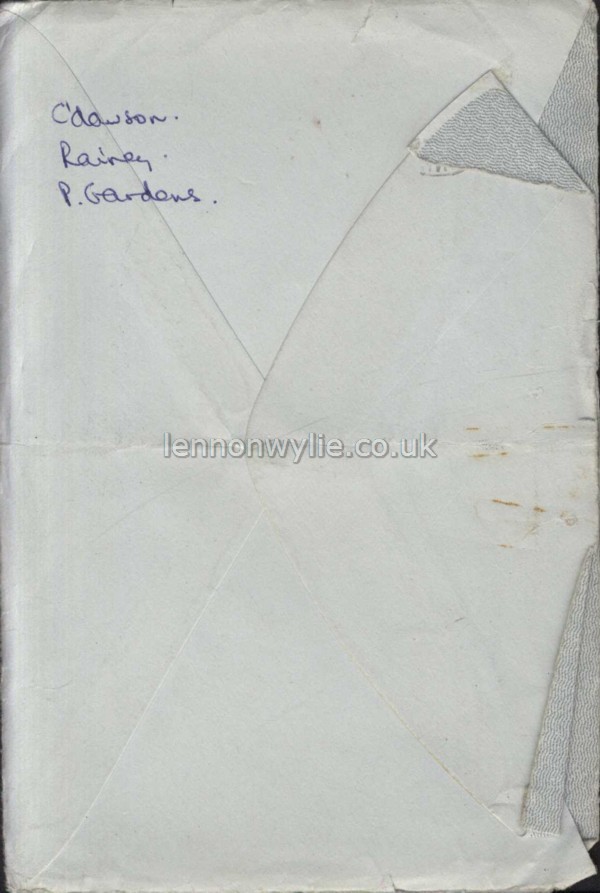 C'dawson.
Rainey.
P. Gardens.
lennonwylie.co.uk